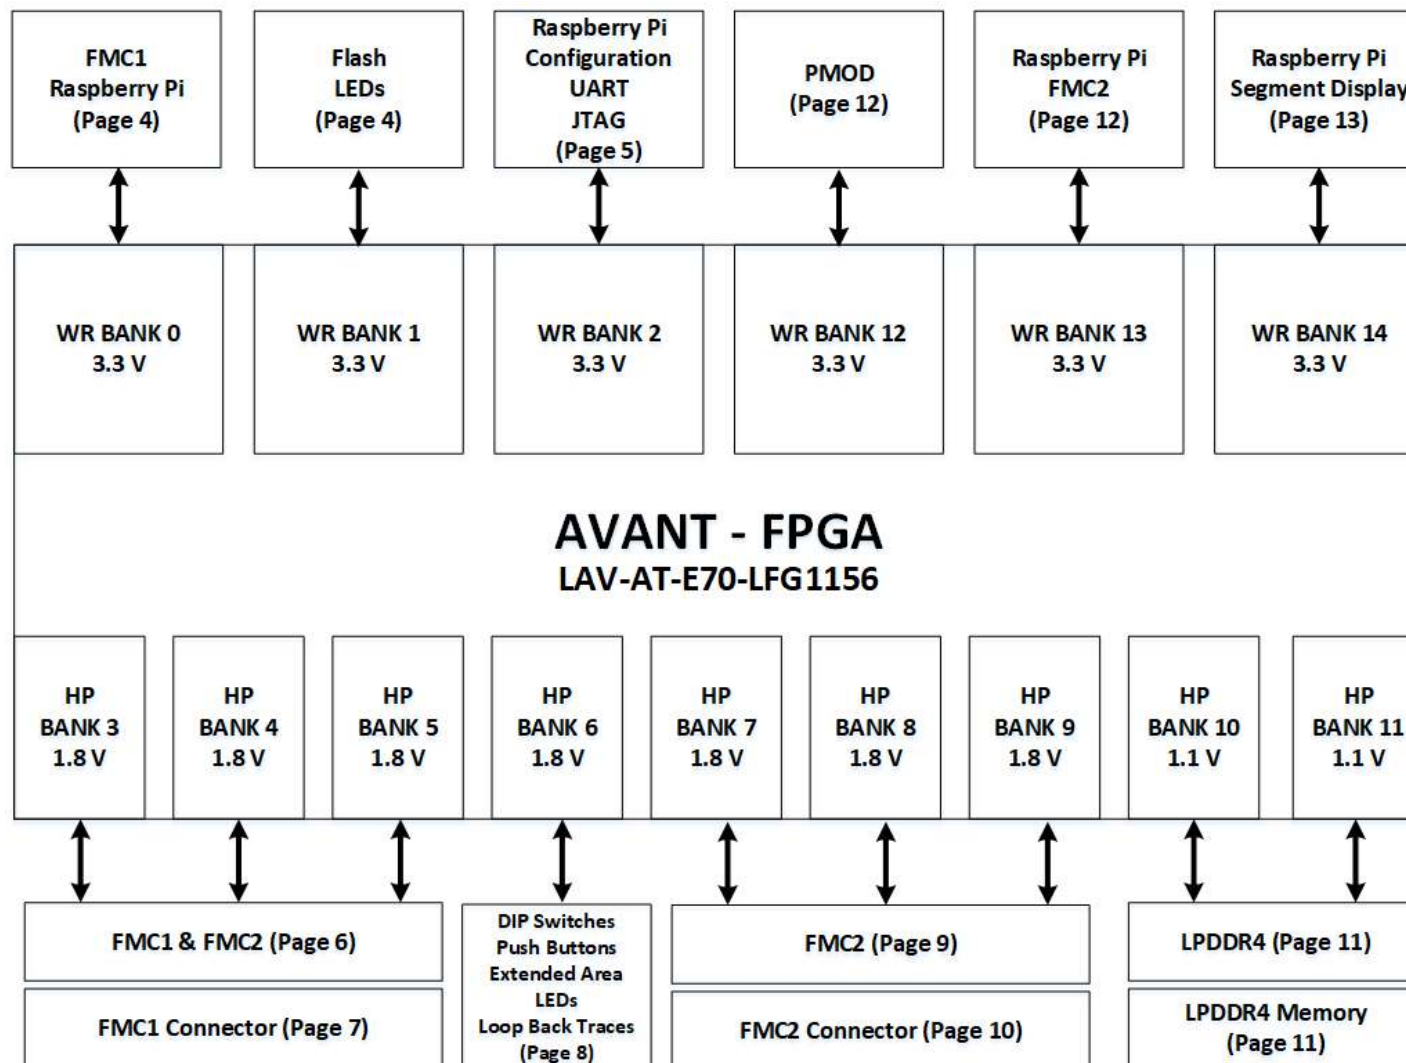 FMC1
Raspberry Pi
(Page 4)
Flash
LEDs
(Page 4)
Raspberry Pi
Configuration
UART
JTAG
(Page 5)
PMOD
(Page 12)
Raspberry Pi
FMC2
(Page 12)
Raspberry Pi
Segment Display
(Page 13)
WR BANK 0
3.3 V
WR BANK 1
3.3 V
WR BANK 2
3.3 V
WR BANK 12
3.3 V
WR BANK 13
3.3 V
WR BANK 14
3.3 V
AVANT - FPGA
LAV-AT-E70-LFG1156
HP
BANK 3
1.8 V
HP
BANK 4
1.8 V
HP
BANK 5
1.8 V
HP
BANK 6
1.8 V
HP
BANK 7
1.8 V
HP
BANK 8
1.8 V
HP
BANK 9
1.8 V
HP
BANK 10
1.1 V
HP
BANK 11
1.1 V
FMC1 & FMC2 (Page 6)
FMC1 Connector (Page 7)
DIP Switches
Push Buttons
Extended Area
LEDs
Loop Back Traces
(Page 8)
FMC2 (Page 9)
FMC2 Connector (Page 10)
LPDDR4 (Page 11)
LPDDR4 Memory
(Page 11)